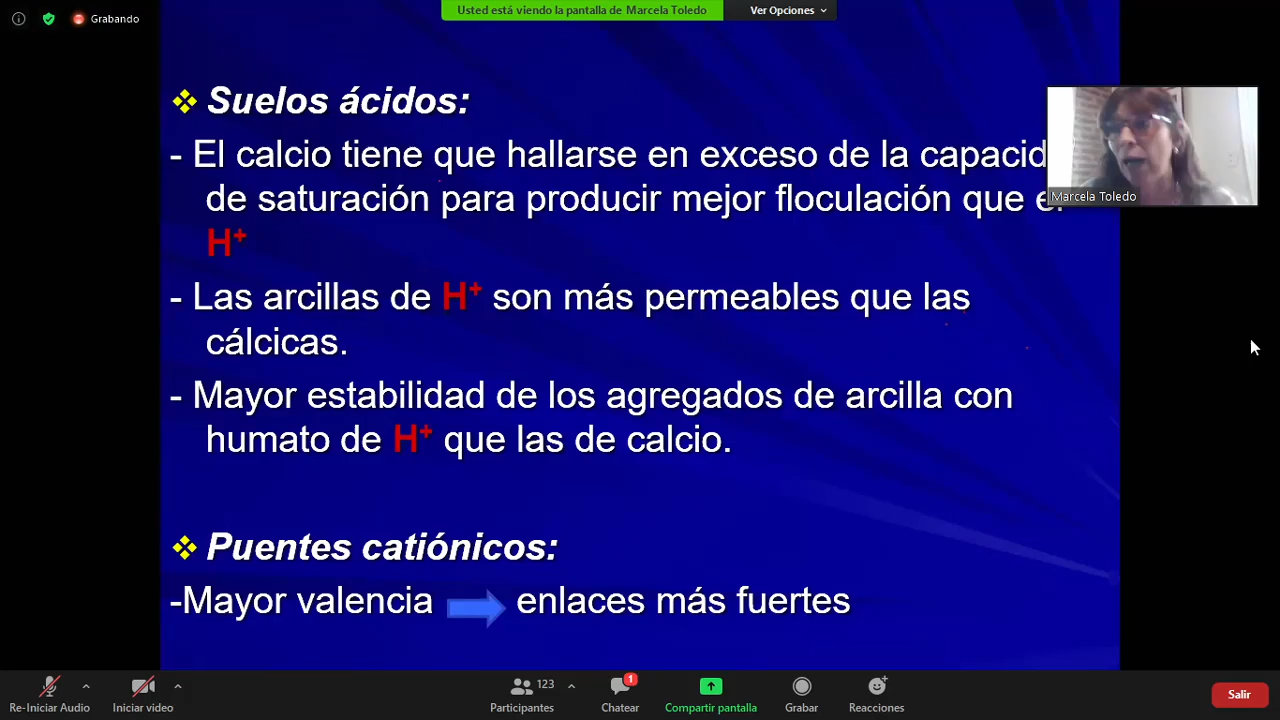 Grabando
Usted está viendo la pantalla de Marcela Toledo
Ver Opciones
Suelos ácidos:
- El calcio tiene que hallarse en exceso de la capacid
de saturación para producir mejor floculación que
H+
- Las arcillas de H+ son más permeables que las
cálcicas.
- Mayor estabilidad de los agregados de arcilla con
humato de H+ que las de calcio.
Puentes catiónicos:
-Mayor valencia enlaces más fuertes
Marcela Toledo
Re-Iniciar Audio
Iniciar video
123
Participantes
1
Chatear
Compartir pantalla
Grabar
Reacciones
Salir